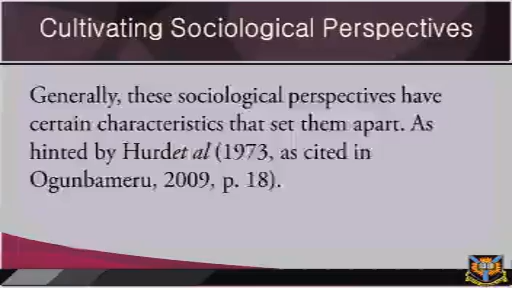 Cultivating Sociological Perspectives
Generally, these sociological perspectives have
certain characteristics that set them apart. As
hinted by Hurdet al (1973, as cited in
Ogunbameru, 2009, p. 18).